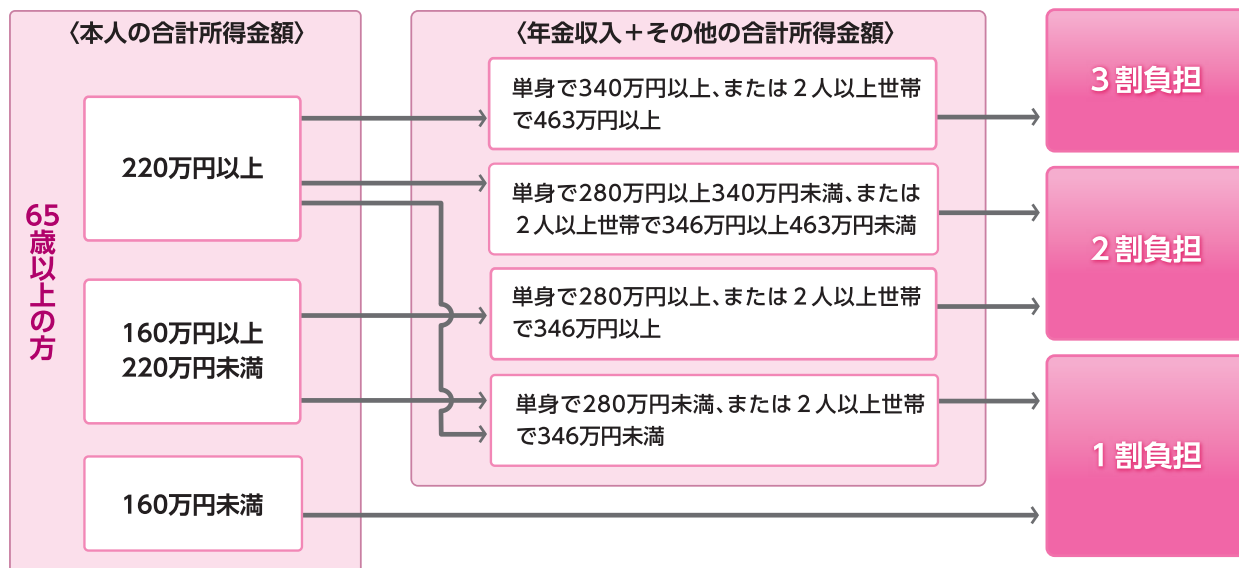 〈本人の合計所得金額〉
〈年金収入＋その他の合計所得金額〉
65歳以上の方
220万円以上
160万円以上
220万円未満
160万円未満
単身で340万円以上、または２人以上世帯
で463万円以上
単身で280万円以上340万円未満、または
２人以上世帯で346万円以上463万円未満
単身で280万円以上、または２人以上世帯
で346万円以上
単身で280万円未満、または２人以上世帯
で346万円未満
３割負担
２割負担
１割負担